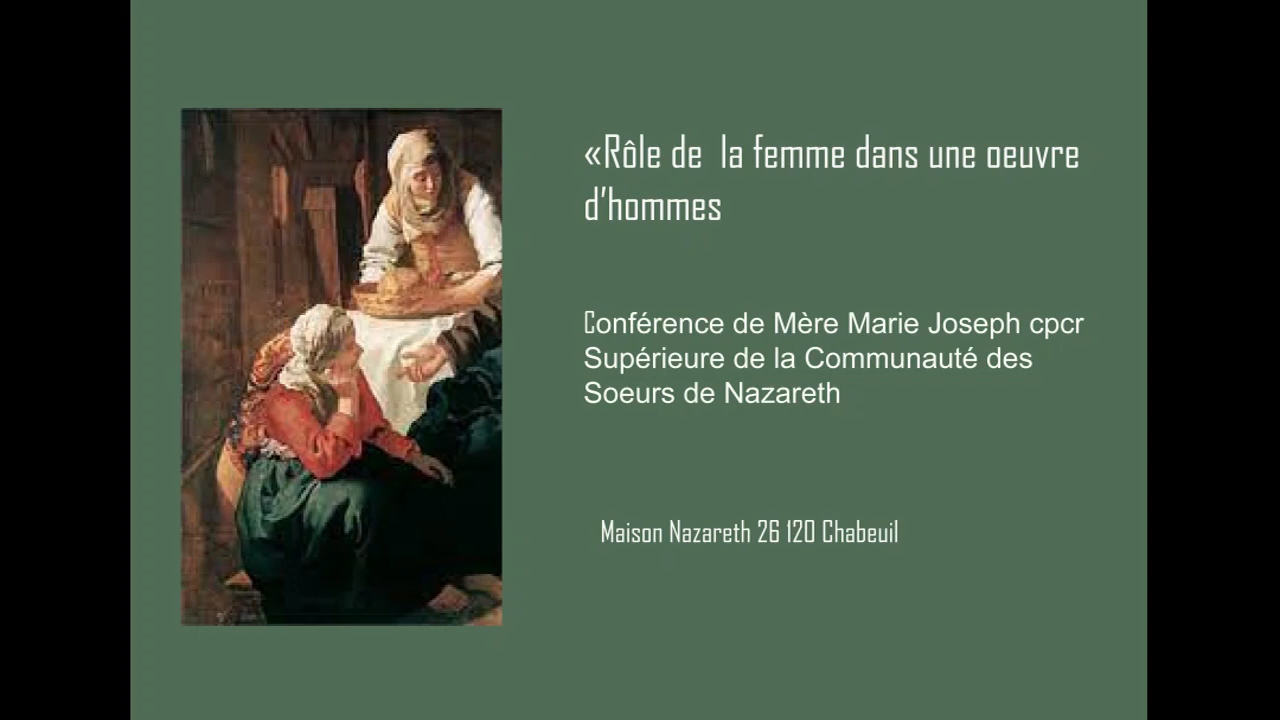 «Rôle de la femme dans une oeuvre
d'hommes
Conférence de Mère Marie Joseph cpcr
Supérieure de la Communauté des
Soeurs de Nazareth
Maison Nazareth 26 120 Chabeuil